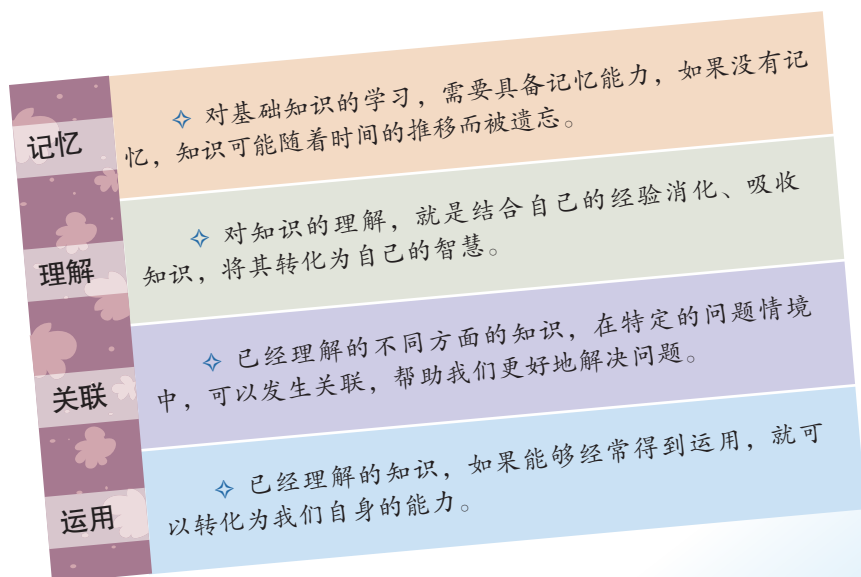 记忆
✧ 对基础知识的学习，需要具备记忆能力，如果没有记
忆，知识可能随着时间的推移而被遗忘。
理解
✧ 对知识的理解，就是结合自己的经验消化、吸收
知识，将其转化为自己的智慧。
关联
✧ 已经理解的不同方面的知识，在特定的问题情境
中，可以发生关联，帮助我们更好地解决问题。
运用
✧ 已经理解的知识，如果能够经常得到运用，就可
以转化为我们自身的能力。